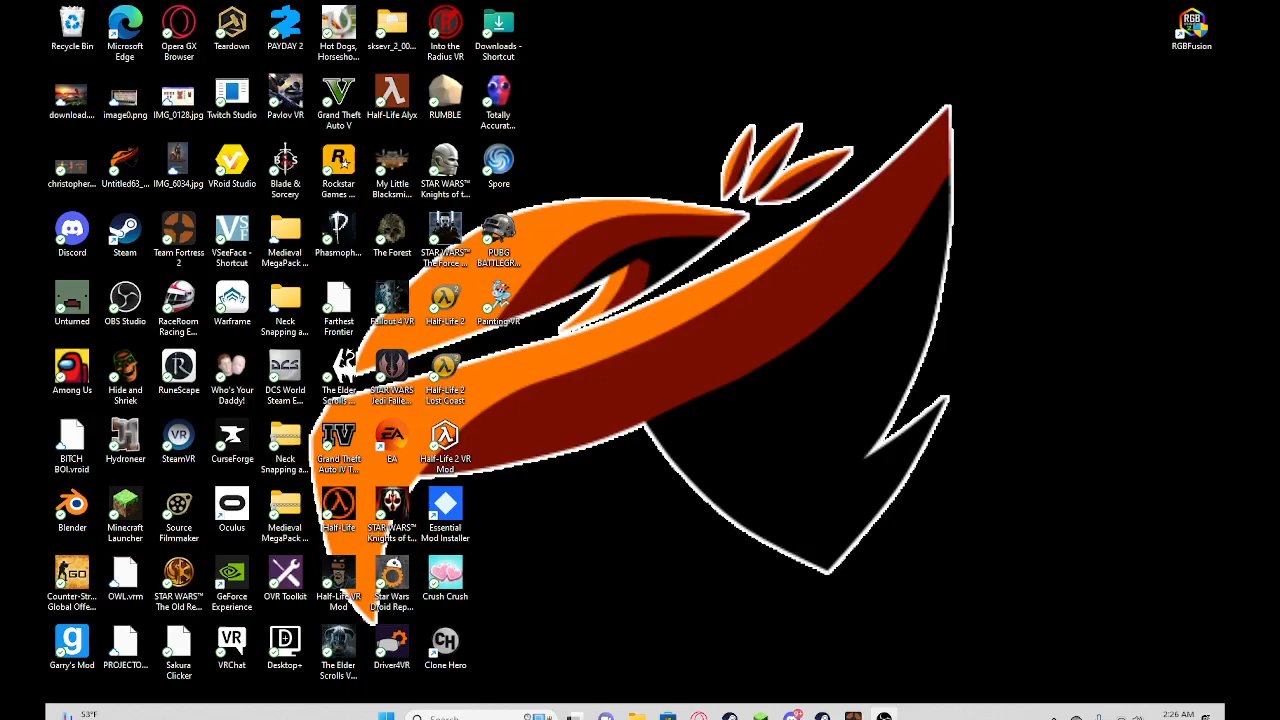 Recycle Bin
Microsoft Edge
Opera GX Browser
Teardown
PAYDAY 2
Hot Dogs, Horsesho...
sksevr_2_00...
Into the Radius VR
Downloads - Shortcut
RGBFusion
download....
image0.png
IMG_0128.jpg
Twitch Studio
Pavlov VR
Grand Theft Auto V
Half-Life Alyx
RUMBLE
Totally Accurat...
christopher...
Untitled63_...
IMG_6034.jpg
VRoid Studio
Blade & Sorcery
Rockstar Games ...
My Little Blacksmi...
STAR WARS™ Knights of t...
Spore
Discord
Steam
Team Fortress 2
VSeeFace - Shortcut
Medieval MegaPack ...
Phasmoph...
The Forest
STAR WARS™ The Force ...
PUBG BATTLEGR...
Unturned
OBS Studio
RaceRoom Racing E...
Warframe
Neck Snapping a...
Farthest Frontier
Fallout 4 VR
Half-Life 2
Painting VR
Among Us
Hide and Shriek
RuneScape
Who's Your Daddy!
DCS World Steam E...
The Elder Scrolls ...
STAR WARS Jedi Falle...
Half-Life 2 Lost Coast
BITCH BOI.vroid
Hydroneer
SteamVR
CurseForge
Neck Snapping a...
Grand Theft Auto IV T...
EA
Half-Life 2 VR Mod
Blender
Minecraft Launcher
Source Filmmaker
Oculus
Medieval MegaPack ...
Half-Life
STAR WARS™ Knights of t...
Essential Mod Installer
Counter-Str... Global Offe...
OWL.vrm
STAR WARS™ The Old Re...
GeForce Experience
OVR Toolkit
Half-Life VR Mod
Star Wars Droid Rep...
Crush Crush
Garry's Mod
PROJECTO...
Sakura Clicker
VRChat
Desktop+
The Elder Scrolls V...
Driver4VR
Clone Hero
53°F
Search
2:26 AM